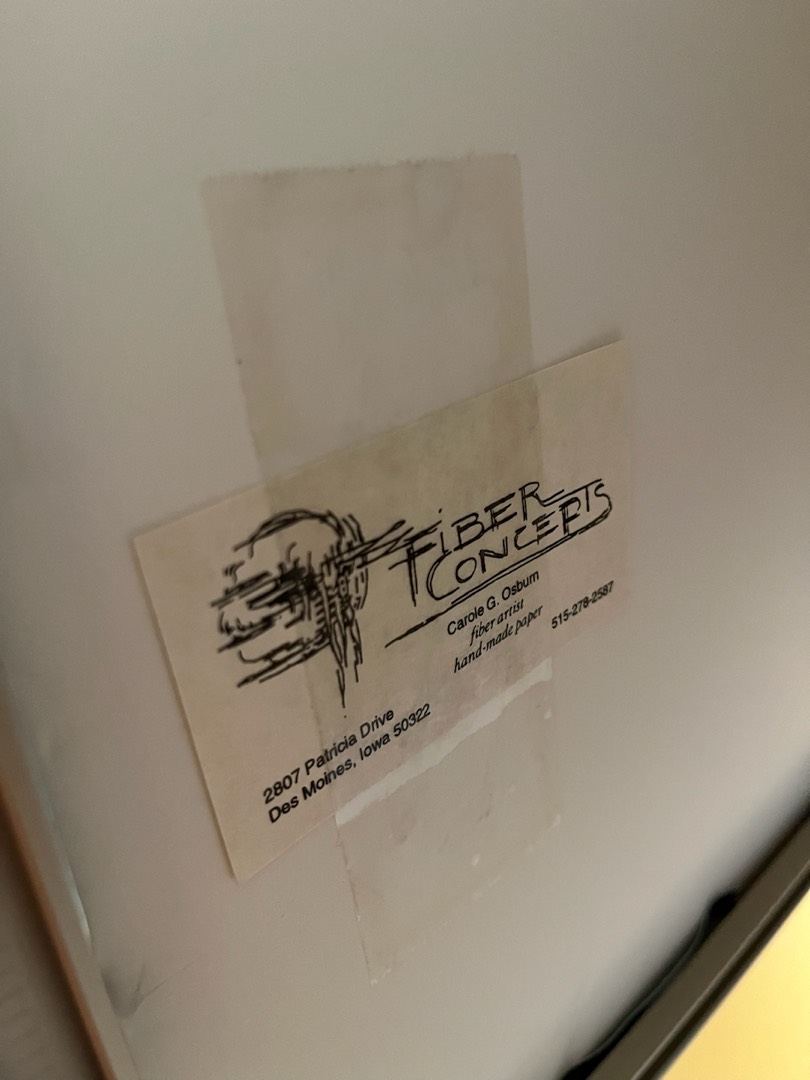 FIBER
CONCEPTS
Carole G. Osburn
fiber artist
hand-made paper
515-278-2587
2807 Patricia Drive
Des Moines, Iowa 50322